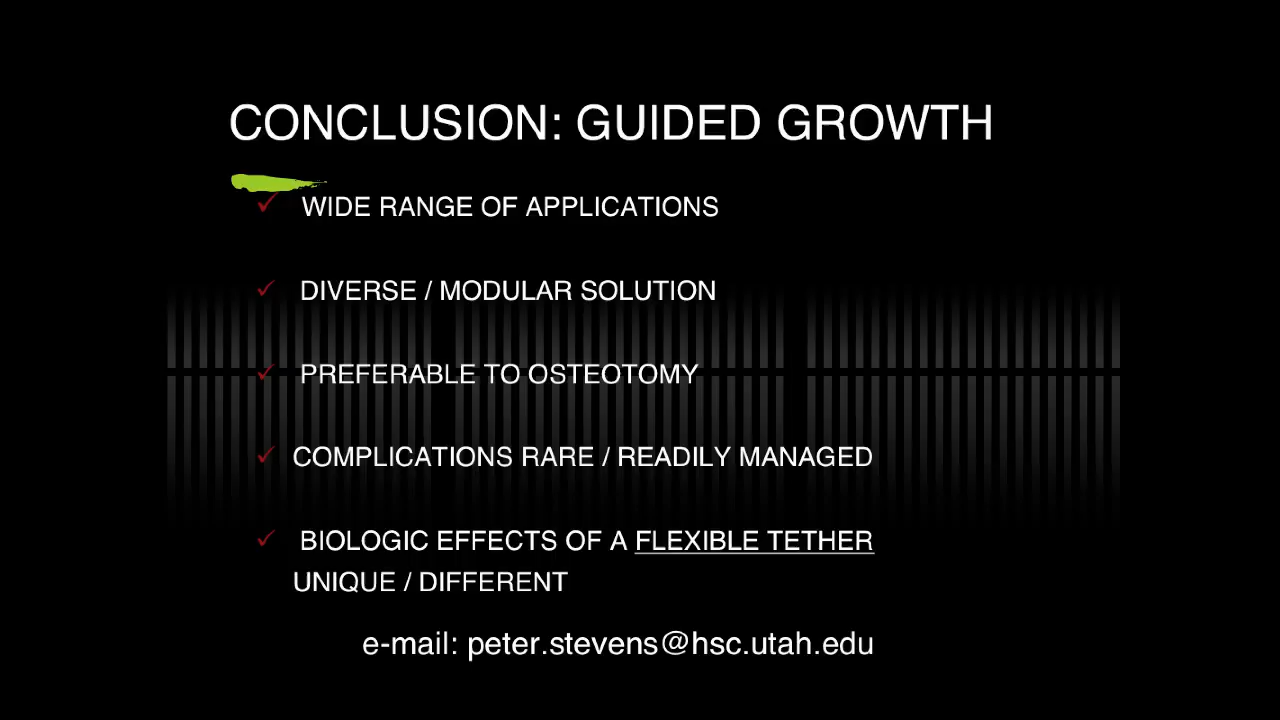 CONCLUSION: GUIDED GROWTH
WIDE RANGE OF APPLICATIONS
DIVERSE / MODULAR SOLUTION
PREFERABLE TO OSTEOTOMY
COMPLICATIONS RARE / READILY MANAGED
BIOLOGIC EFFECTS OF A FLEXIBLE TETHER
UNIQUE / DIFFERENT
e-mail: peter.stevens@hsc.utah.edu